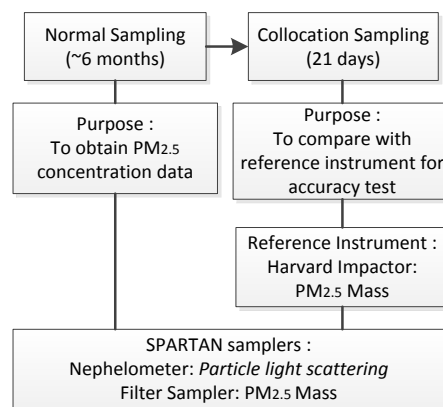 Normal Sampling
(~6 months)
Collocation Sampling
(21 days)
Purpose :
To obtain PM2.5
concentration data
Purpose :
To compare with
reference instrument for
accuracy test
Reference Instrument :
Harvard Impactor:
PM2.5 Mass
SPARTAN samplers :
Nephelometer: Particle light scattering
Filter Sampler: PM2.5 Mass